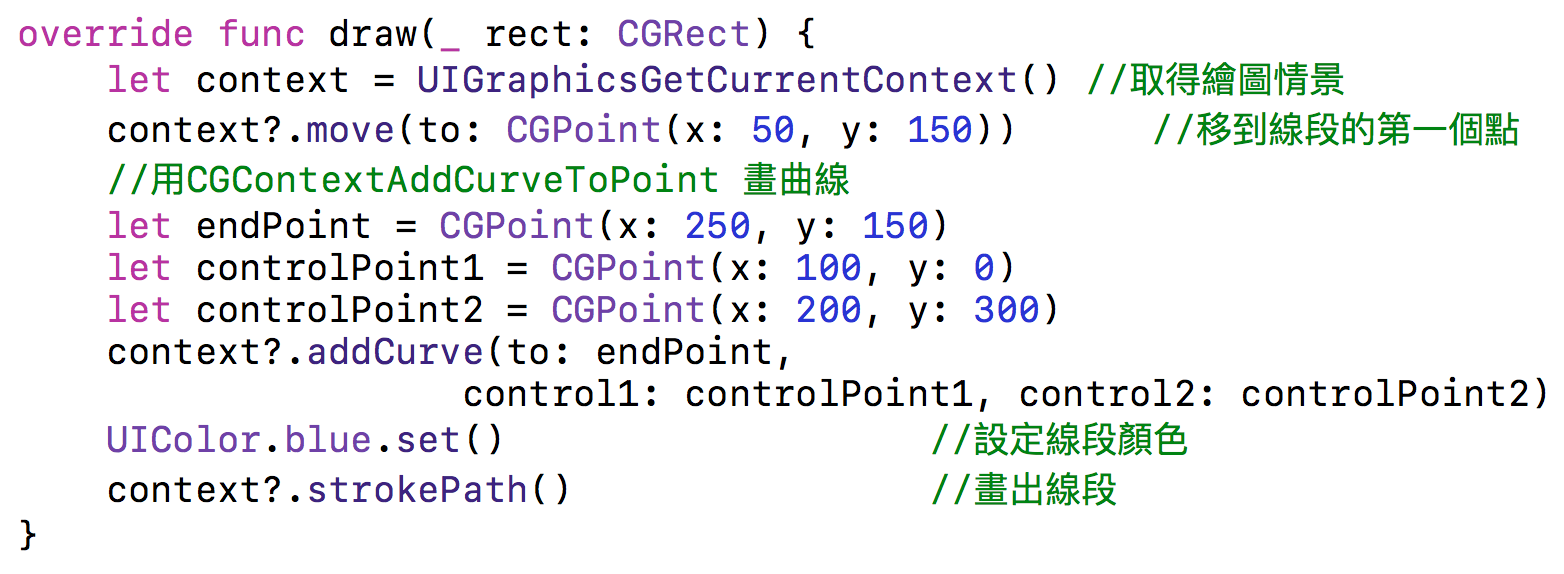 override func draw(_ rect: CGRect) {
    let context = UIGraphicsGetCurrentContext() //取得繪圖情景
    context?.move(to: CGPoint(x: 50, y: 150))      //移到線段的第一個點
    //用CGContextAddCurveToPoint 畫曲線
    let endPoint = CGPoint(x: 250, y: 150)
    let controlPoint1 = CGPoint(x: 100, y: 0)
    let controlPoint2 = CGPoint(x: 200, y: 300)
    context?.addCurve(to: endPoint,
                    control1: controlPoint1, control2: controlPoint2)
    UIColor.blue.set()                   //設定線段顏色
    context?.strokePath()                //畫出線段
}